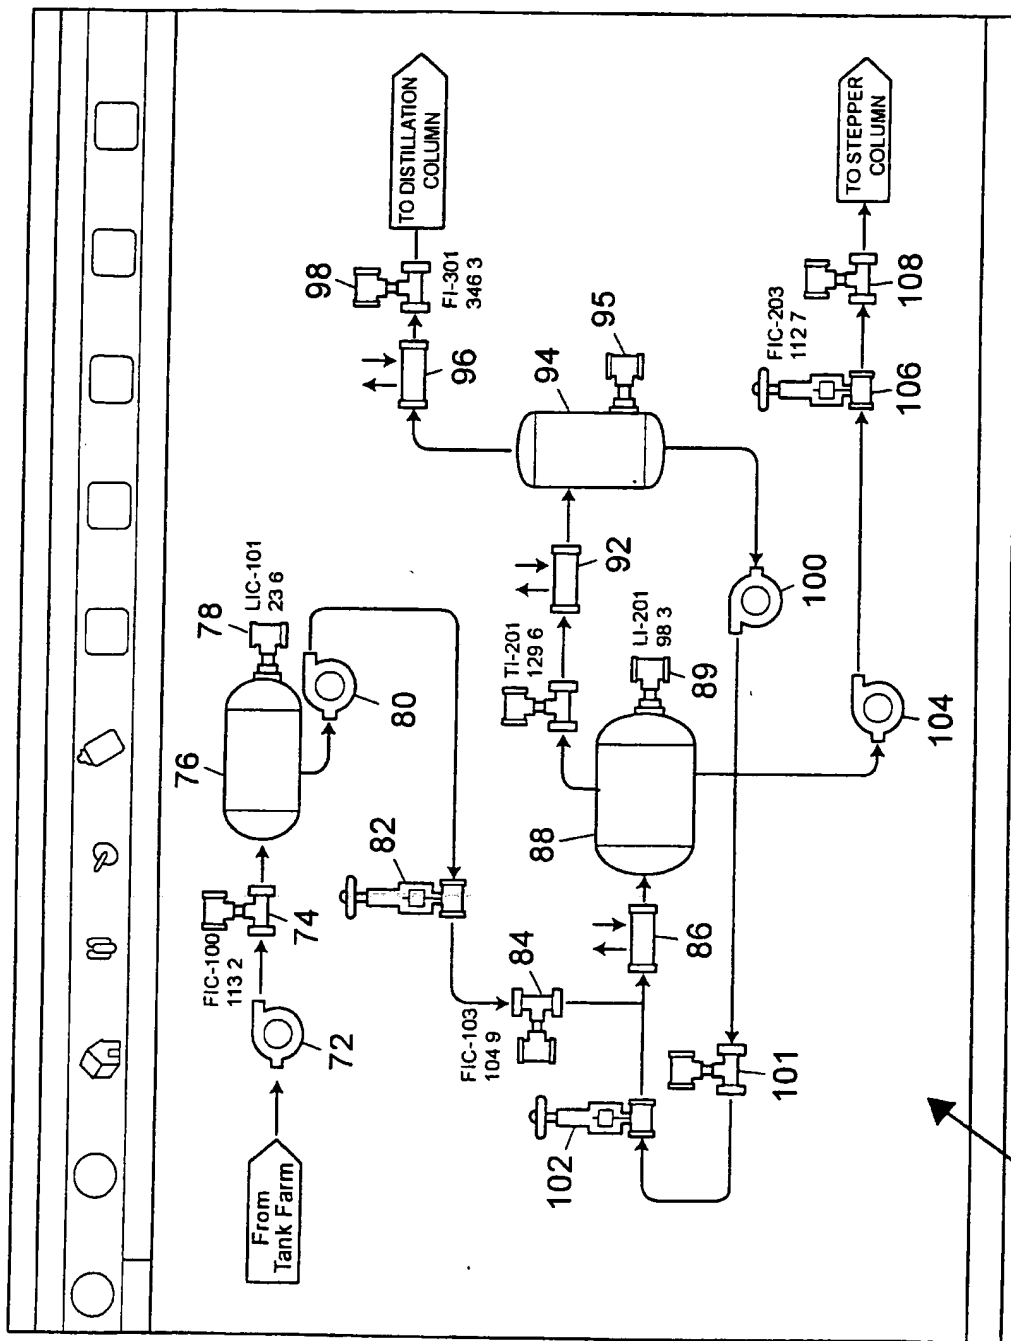 From
Tank Farm
72
FIC-100
113 2
74
76
78
LIC-101
23 6
80
82
FIC-103
104 9
84
86
88
LI-201
98 3
89
TI-201
129 6
92
94
95
96
98
FI-301
346 3
TO DISTILLATION
COLUMN
100
101
102
104
FIC-203
112 7
106
108
TO STEPPER
COLUMN